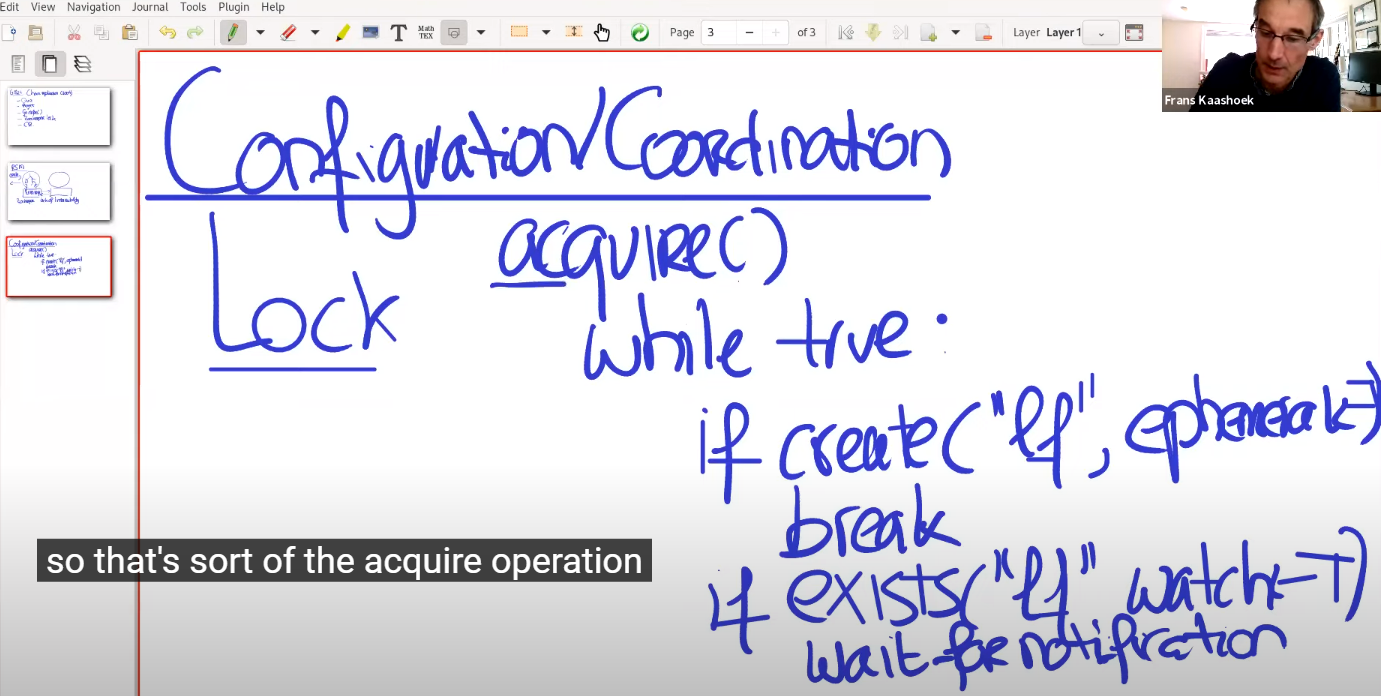 Edit View Navigation Journal Tools Plugin Help
T Math TEX Page 3 − + of 3 Layer Layer 1
Frans Kaashoek
Configuration/Coordination
Lock
acquire()
while true:
if create("lf", ephemeral=T)
break
if exists("lf" watch=T)
wait for notification
so that's sort of the acquire operation